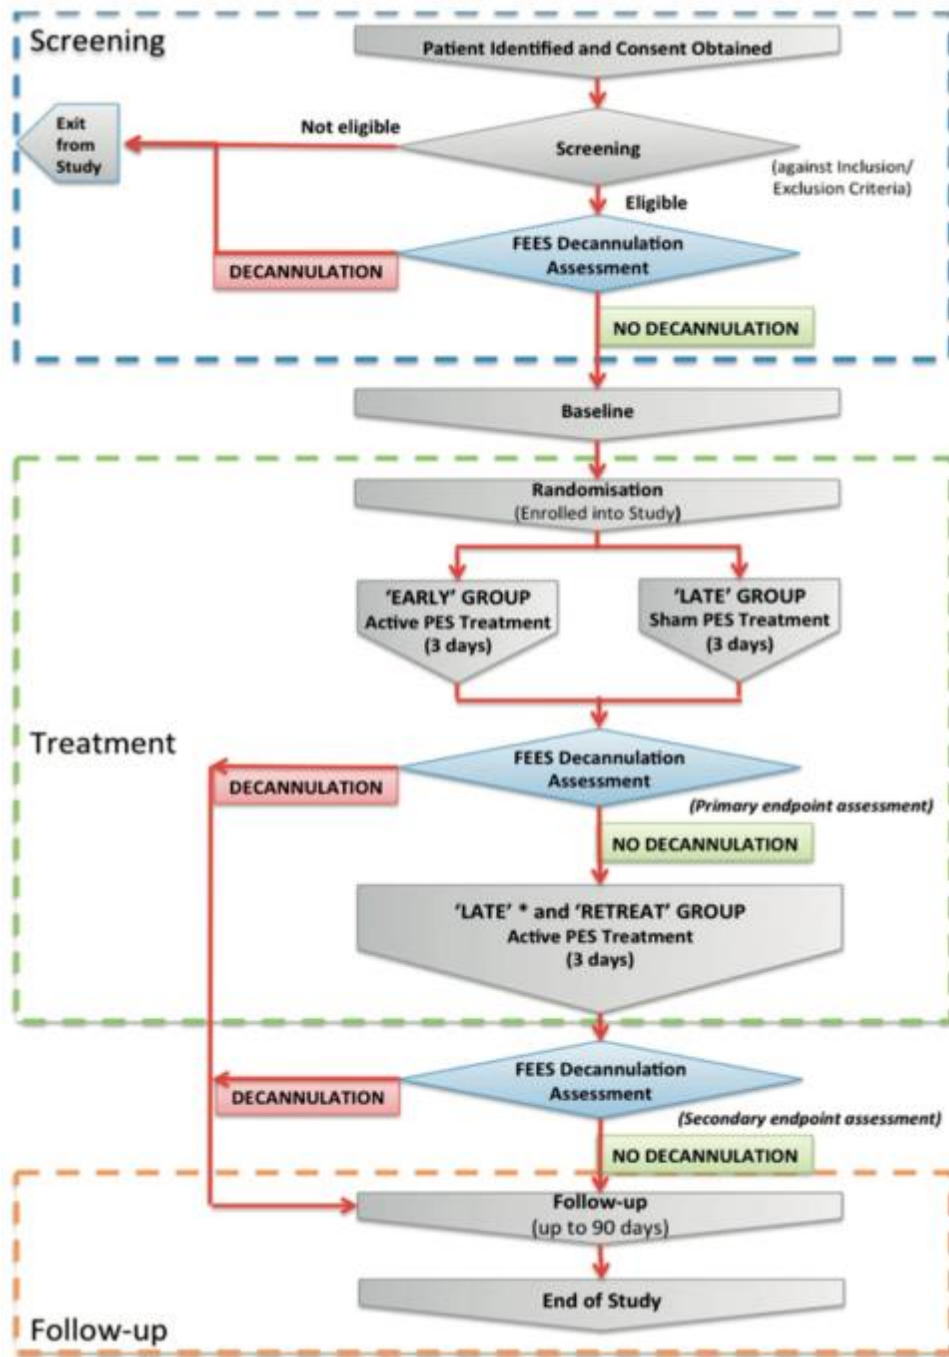 Screening
Patient Identified and Consent Obtained
Exit
from
Study
Not eligible
Screening
(against Inclusion/
Exclusion Criteria)
Eligible
FEES Decannulation
Assessment
DECANNULATION
NO DECANNULATION
Baseline
Randomisation
(Enrolled into Study)
'EARLY' GROUP
Active PES Treatment
(3 days)
'LATE' GROUP
Sham PES Treatment
(3 days)
Treatment
FEES Decannulation
Assessment
DECANNULATION
(Primary endpoint assessment)
NO DECANNULATION
'LATE' * and 'RETREAT' GROUP
Active PES Treatment
(3 days)
FEES Decannulation
Assessment
DECANNULATION
(Secondary endpoint assessment)
NO DECANNULATION
Follow-up
(up to 90 days)
End of Study
Follow-up